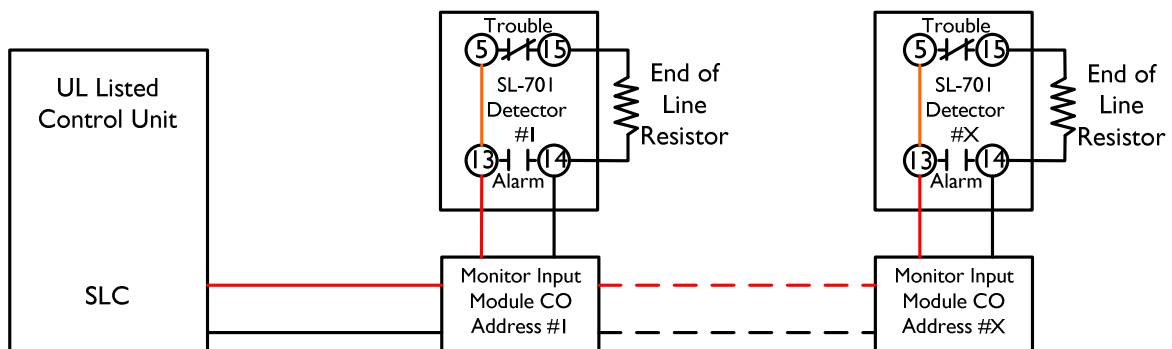 UL Listed
Control Unit
SLC
Trouble
5
15
SL-701
Detector
#1
13
14
Alarm
End of
Line
Resistor
Monitor Input
Module CO
Address #1
Trouble
5
15
SL-701
Detector
#X
13
14
Alarm
End of
Line
Resistor
Monitor Input
Module CO
Address #X